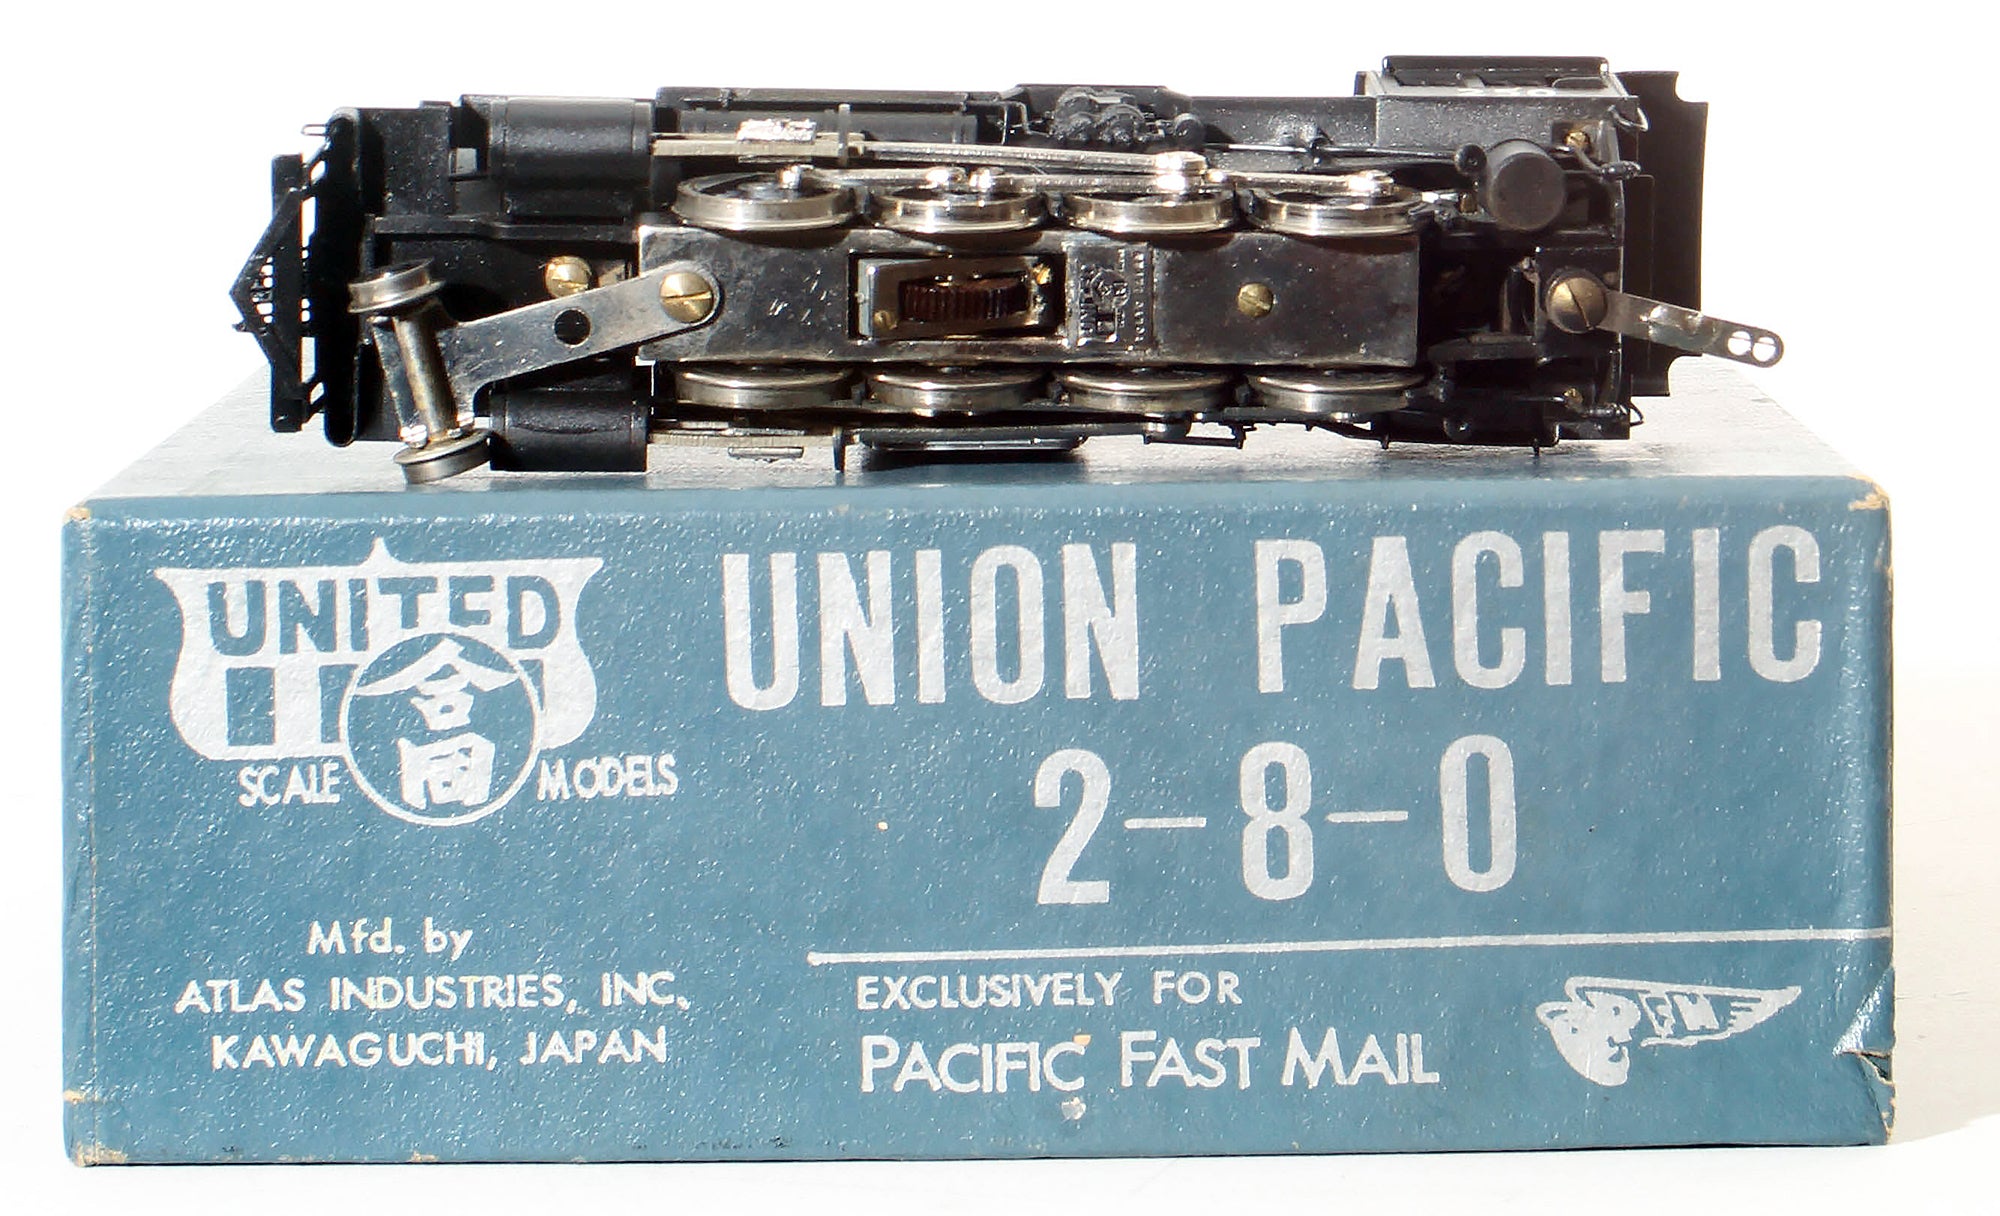 UNITED
合同
SCALE MODELS
UNION PACIFIC
2-8-0
Mfd. by
ATLAS INDUSTRIES, INC.
KAWAGUCHI, JAPAN
EXCLUSIVELY FOR
PACIFIC FAST MAIL
PFM